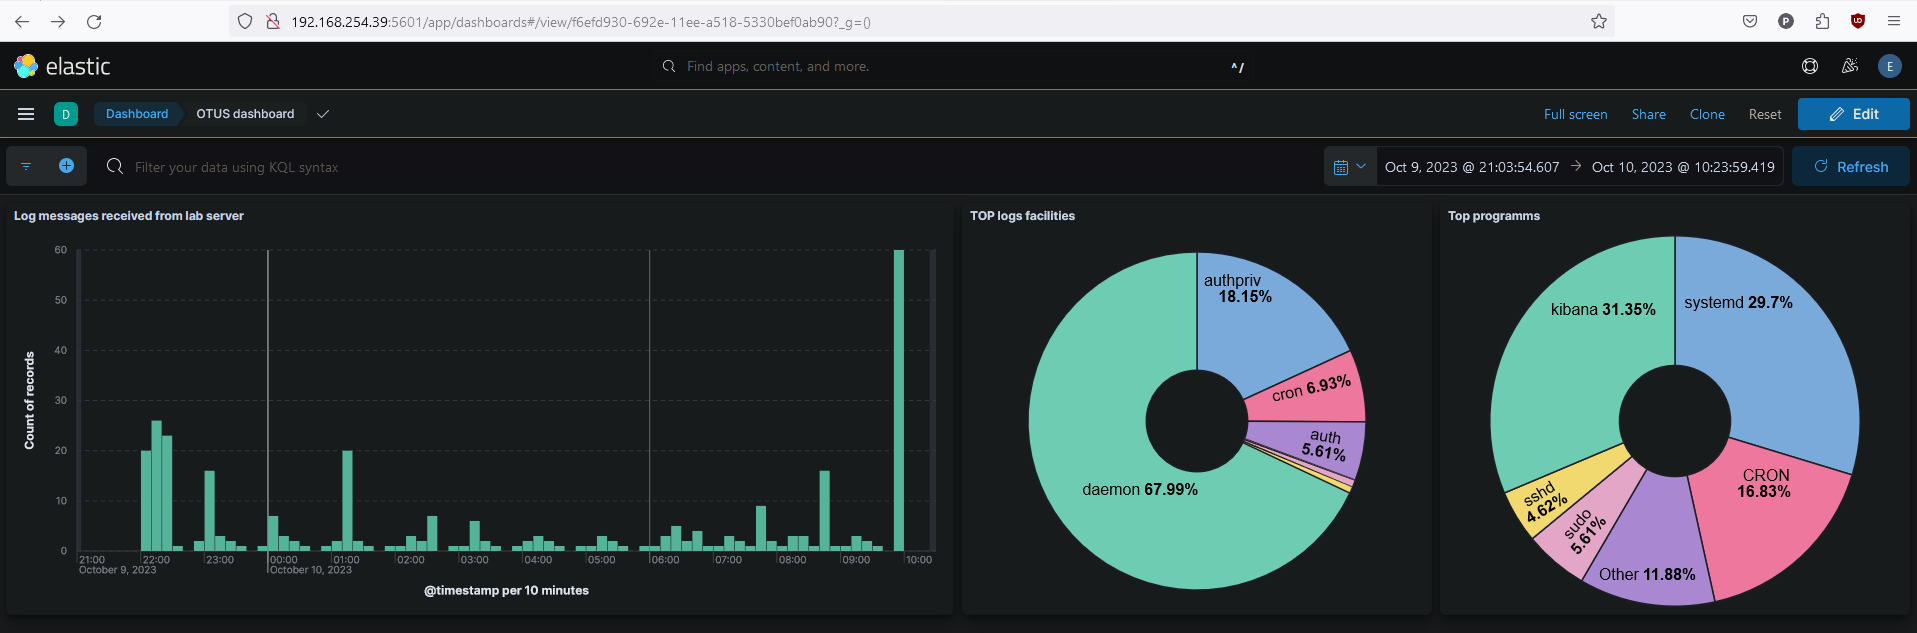 192.168.254.39:5601/app/dashboards#/view/f6efd930-692e-11ee-a518-5330bef0ab90?_g=()
elastic
Find apps, content, and more.
^/
E
D
Dashboard
OTUS dashboard
Full screen
Share
Clone
Reset
Edit
Filter your data using KQL syntax
Oct 9, 2023 @ 21:03:54.607
Oct 10, 2023 @ 10:23:59.419
Refresh
Log messages received from lab server
60
50
40
30
20
10
0
Count of records
21:00
22:00
23:00
00:00
01:00
02:00
03:00
04:00
05:00
06:00
07:00
08:00
09:00
10:00
October 9, 2023
October 10, 2023
@timestamp per 10 minutes
TOP logs facilities
authpriv
18.15%
cron 6.93%
auth
5.61%
daemon 67.99%
Top programms
kibana 31.35%
systemd 29.7%
CRON
16.83%
sshd
4.62%
sudo
5.61%
Other 11.88%